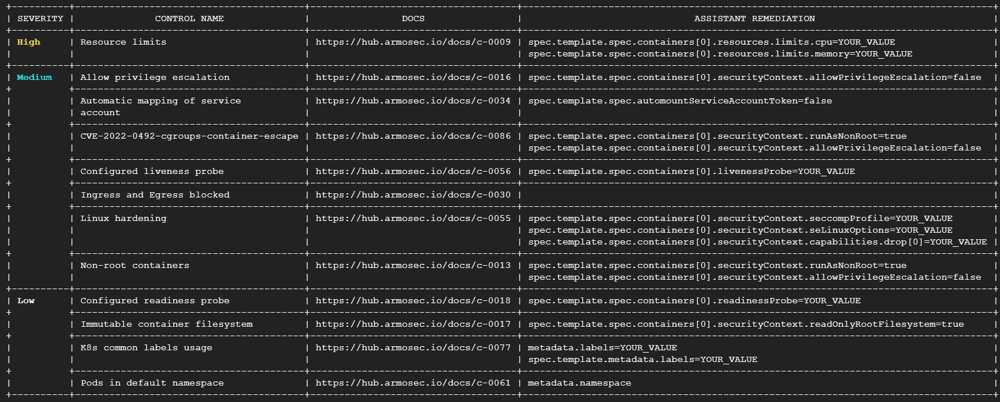 +----------+----------------------------------------+------------------------------------+----------------------------------------------------------------------------------+
| SEVERITY |              CONTROL NAME              |                DOCS                |                              ASSISTANT REMEDIATION                               |
+----------+----------------------------------------+------------------------------------+----------------------------------------------------------------------------------+
| High     | Resource limits                        | https://hub.armosec.io/docs/c-0009 | spec.template.spec.containers[0].resources.limits.cpu=YOUR_VALUE                 |
|          |                                        |                                    | spec.template.spec.containers[0].resources.limits.memory=YOUR_VALUE              |
+----------+----------------------------------------+------------------------------------+----------------------------------------------------------------------------------+
| Medium   | Allow privilege escalation             | https://hub.armosec.io/docs/c-0016 | spec.template.spec.containers[0].securityContext.allowPrivilegeEscalation=false  |
+          +----------------------------------------+------------------------------------+----------------------------------------------------------------------------------+
|          | Automatic mapping of service           | https://hub.armosec.io/docs/c-0034 | spec.template.spec.automountServiceAccountToken=false                            |
|          | account                                |                                    |                                                                                  |
+          +----------------------------------------+------------------------------------+----------------------------------------------------------------------------------+
|          | CVE-2022-0492-cgroups-container-escape | https://hub.armosec.io/docs/c-0086 | spec.template.spec.containers[0].securityContext.runAsNonRoot=true               |
|          |                                        |                                    | spec.template.spec.containers[0].securityContext.allowPrivilegeEscalation=false  |
+          +----------------------------------------+------------------------------------+----------------------------------------------------------------------------------+
|          | Configured liveness probe              | https://hub.armosec.io/docs/c-0056 | spec.template.spec.containers[0].livenessProbe=YOUR_VALUE                        |
+          +----------------------------------------+------------------------------------+----------------------------------------------------------------------------------+
|          | Ingress and Egress blocked             | https://hub.armosec.io/docs/c-0030 |                                                                                  |
+          +----------------------------------------+------------------------------------+----------------------------------------------------------------------------------+
|          | Linux hardening                        | https://hub.armosec.io/docs/c-0055 | spec.template.spec.containers[0].securityContext.seccompProfile=YOUR_VALUE       |
|          |                                        |                                    | spec.template.spec.containers[0].securityContext.seLinuxOptions=YOUR_VALUE       |
|          |                                        |                                    | spec.template.spec.containers[0].securityContext.capabilities.drop[0]=YOUR_VALUE |
+          +----------------------------------------+------------------------------------+----------------------------------------------------------------------------------+
|          | Non-root containers                    | https://hub.armosec.io/docs/c-0013 | spec.template.spec.containers[0].securityContext.runAsNonRoot=true               |
|          |                                        |                                    | spec.template.spec.containers[0].securityContext.allowPrivilegeEscalation=false  |
+----------+----------------------------------------+------------------------------------+----------------------------------------------------------------------------------+
| Low      | Configured readiness probe             | https://hub.armosec.io/docs/c-0018 | spec.template.spec.containers[0].readinessProbe=YOUR_VALUE                       |
+          +----------------------------------------+------------------------------------+----------------------------------------------------------------------------------+
|          | Immutable container filesystem         | https://hub.armosec.io/docs/c-0017 | spec.template.spec.containers[0].securityContext.readOnlyRootFilesystem=true     |
+          +----------------------------------------+------------------------------------+----------------------------------------------------------------------------------+
|          | K8s common labels usage                | https://hub.armosec.io/docs/c-0077 | metadata.labels=YOUR_VALUE                                                       |
|          |                                        |                                    | spec.template.metadata.labels=YOUR_VALUE                                         |
+          +----------------------------------------+------------------------------------+----------------------------------------------------------------------------------+
|          | Pods in default namespace              | https://hub.armosec.io/docs/c-0061 | metadata.namespace                                                               |
+----------+----------------------------------------+------------------------------------+----------------------------------------------------------------------------------+